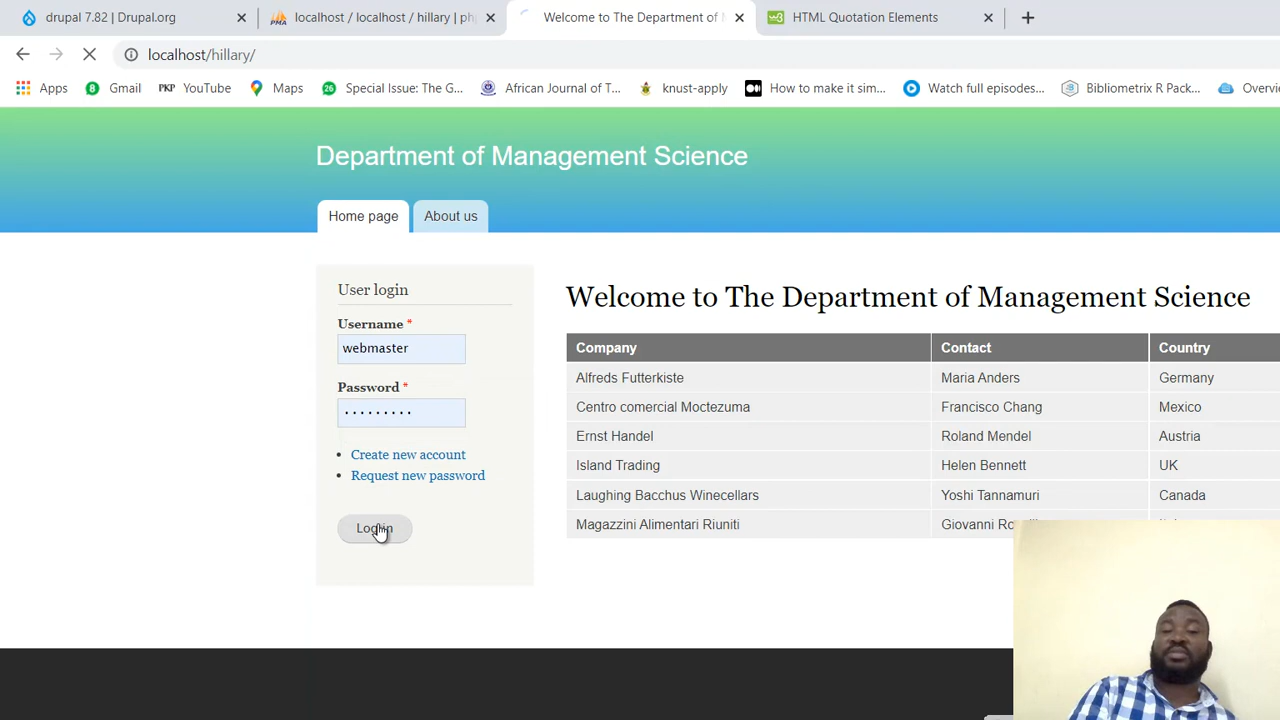 drupal 7.82 | Drupal.org
localhost / localhost / hillary | ph
Welcome to The Department of
HTML Quotation Elements
localhost/hillary/
Apps
Gmail
YouTube
Maps
Special Issue: The G...
African Journal of T...
knust-apply
How to make it sim...
Watch full episodes...
Bibliometrix R Pack...
Overvi
Department of Management Science
Home page
About us
User login
Username *
webmaster
Password *
Create new account
Request new password
Log in
Welcome to The Department of Management Science
Company Contact Country
Alfreds Futterkiste Maria Anders Germany
Centro comercial Moctezuma Francisco Chang Mexico
Ernst Handel Roland Mendel Austria
Island Trading Helen Bennett UK
Laughing Bacchus Winecellars Yoshi Tannamuri Canada
Magazzini Alimentari Riuniti Giovanni